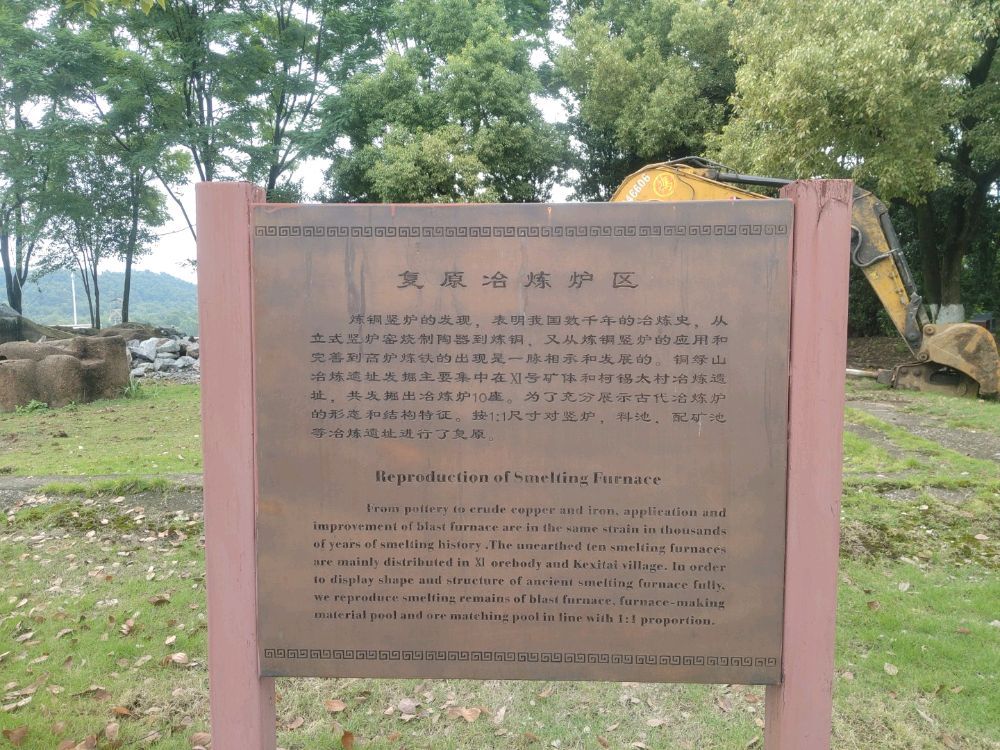 4660B
复原冶炼炉区
炼铜竖炉的发现，表明我国数千年的冶炼史，从
立式竖炉窑烧制陶器到炼铜，又从炼铜竖炉的应用和
完善到高炉炼铁的出现是一脉相承和发展的。铜绿山
冶炼遗址发掘主要集中在XI号矿体和柯锡太村冶炼遗
址，共发掘出冶炼炉10座。为了充分展示古代冶炼炉
的形态和结构特征。按1:1尺寸对竖炉，料池，配矿池
等冶炼遗址进行了复原。
Reproduction of Smelting Furnace
From pottery to crude copper and iron, application and
improvement of blast furnace are in the same strain in thousands
of years of smelting history .The unearthed ten smelting furnaces
are mainly distributed in XI orebody and Kexitai village. In order
to display shape and structure of ancient smelting furnace fully,
we reproduce smelting remains of blast furnace, furnace-making
material pool and ore matching pool in line with 1:1 proportion.